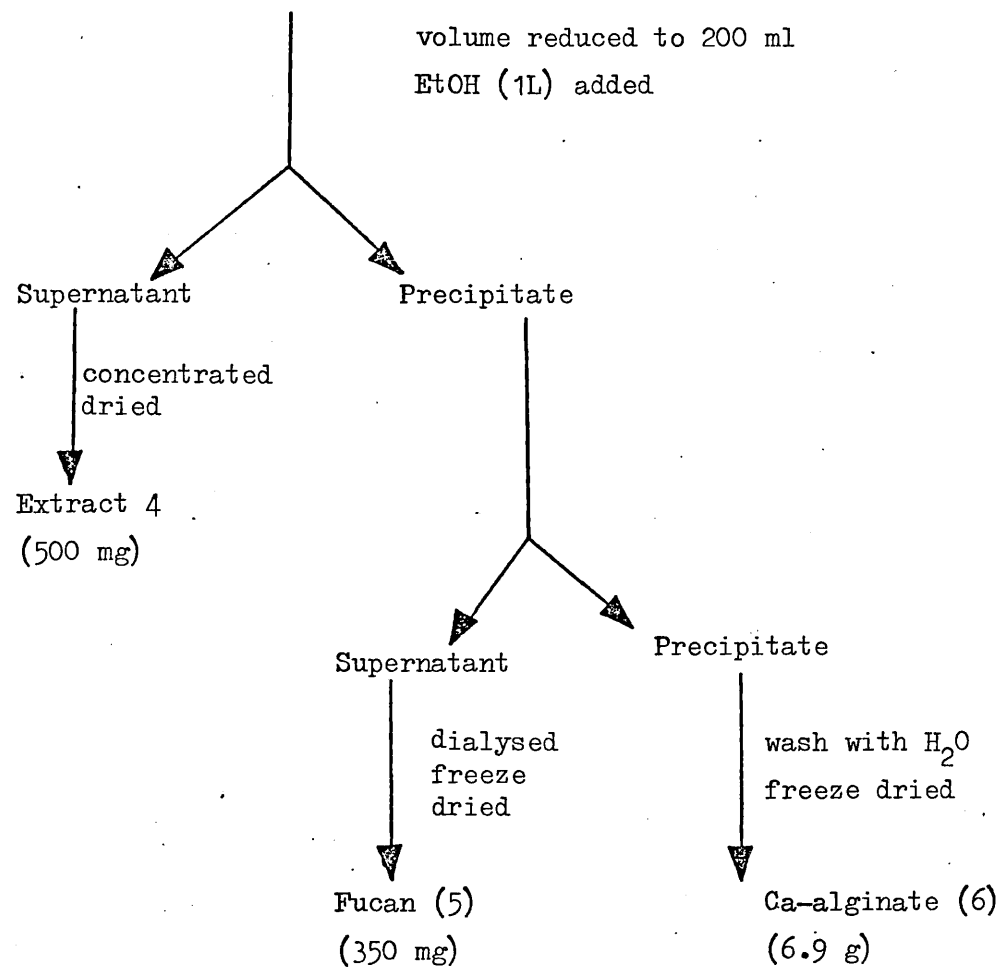 volume reduced to 200 ml
EtOH (1L) added
Supernatant
Precipitate
concentrated
dried
Extract 4
(500 mg)
Supernatant
Precipitate
dialysed
freeze
dried
wash with H₂O
freeze dried
Fucan (5)
(350 mg)
Ca-alginate (6)
(6.9 g)